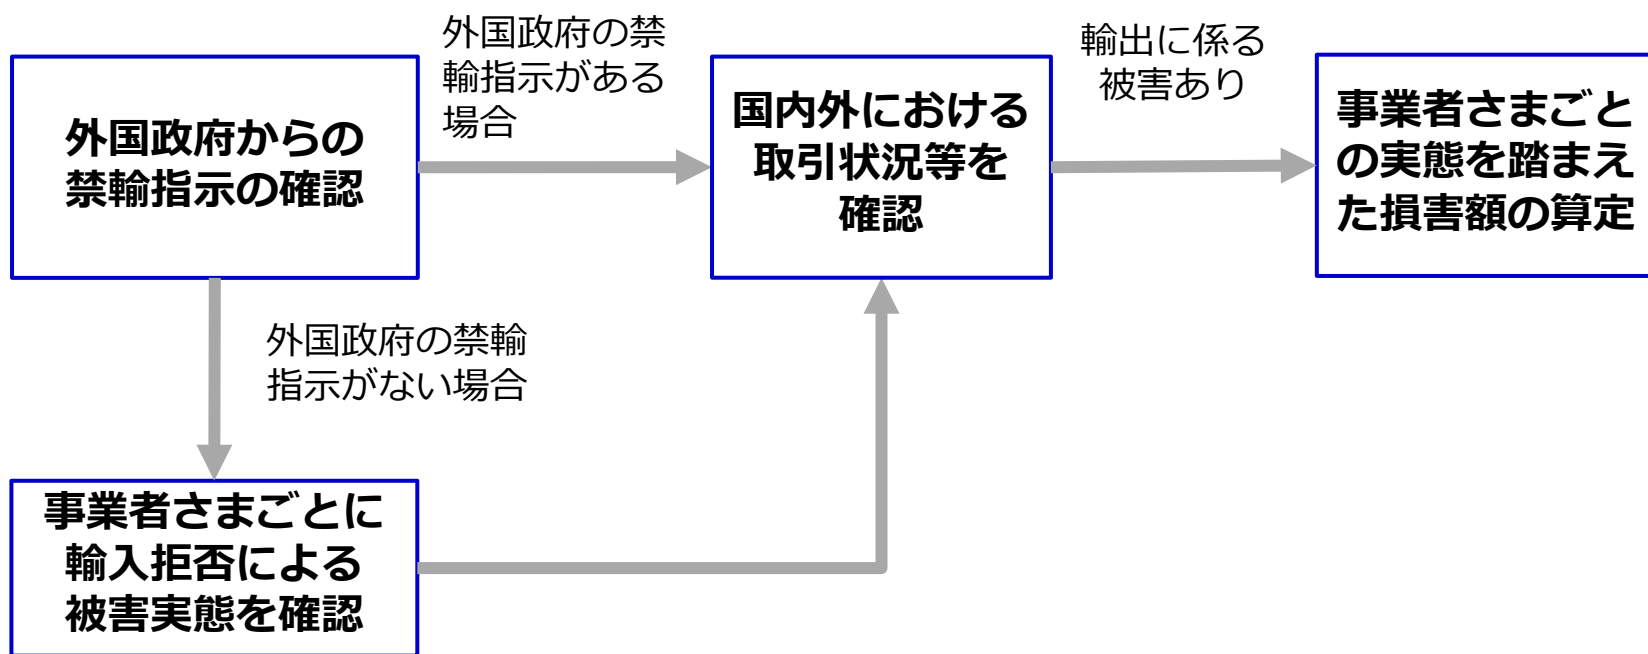 外国政府からの
禁輸指示の確認
外国政府の禁
輸指示がある
場合
国内外における
取引状況等を
確認
輸出に係る
被害あり
事業者さまごと
の実態を踏まえ
た損害額の算定
外国政府の禁輸
指示がない場合
事業者さまごとに
輸入拒否による
被害実態を確認